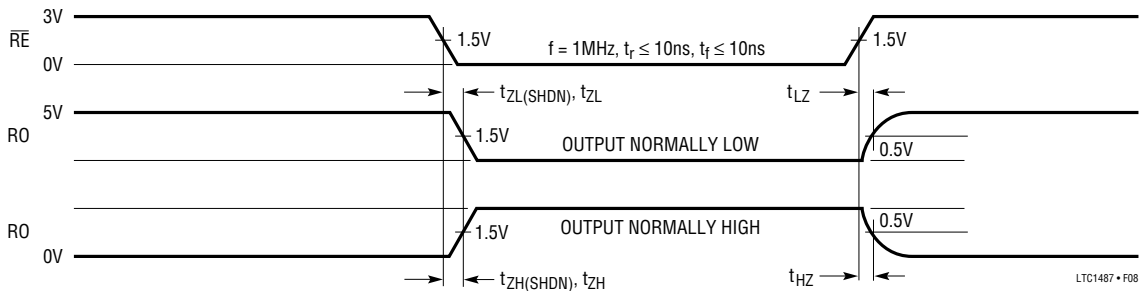 3V
RE
1.5V
f = 1MHz, tr ≤ 10ns, tf ≤ 10ns
1.5V
0V
tZL(SHDN), tZL
tLZ
5V
RO
1.5V
OUTPUT NORMALLY LOW
0.5V
RO
1.5V
OUTPUT NORMALLY HIGH
0.5V
0V
tZH(SHDN), tZH
tHZ
LTC1487 • F08